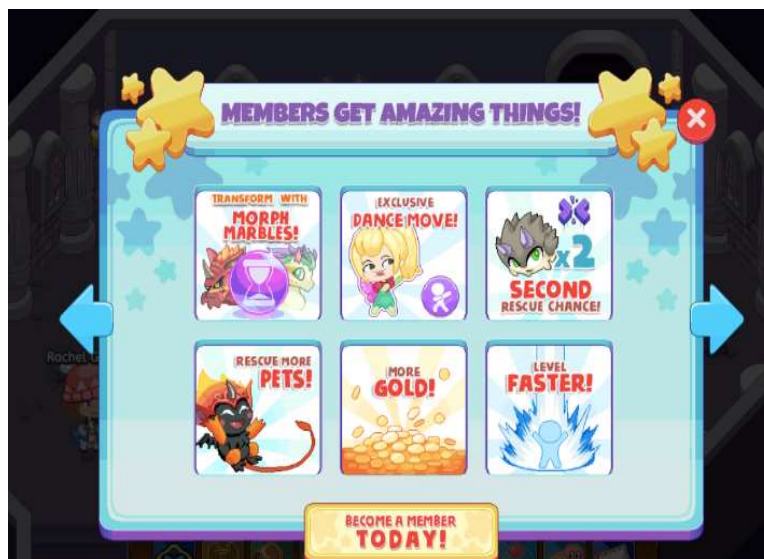 MEMBERS GET AMAZING THINGS!
TRANSFORM WITH
MORPH
MARBLES!
EXCLUSIVE
DANCE MOVE!
x2
SECOND
RESCUE CHANCE!
Rochel G
RESCUE MORE
PETS!
MORE
GOLD!
LEVEL
FASTER!
BECOME A MEMBER
TODAY!